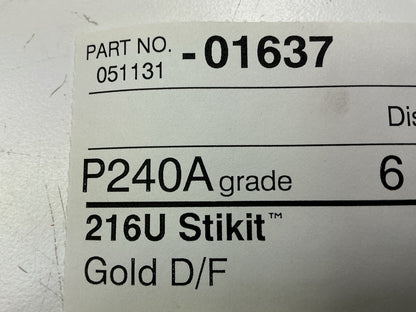 PART NO. -01637
051131
Dis
P240A grade 6
216U Stikit™
Gold D/F